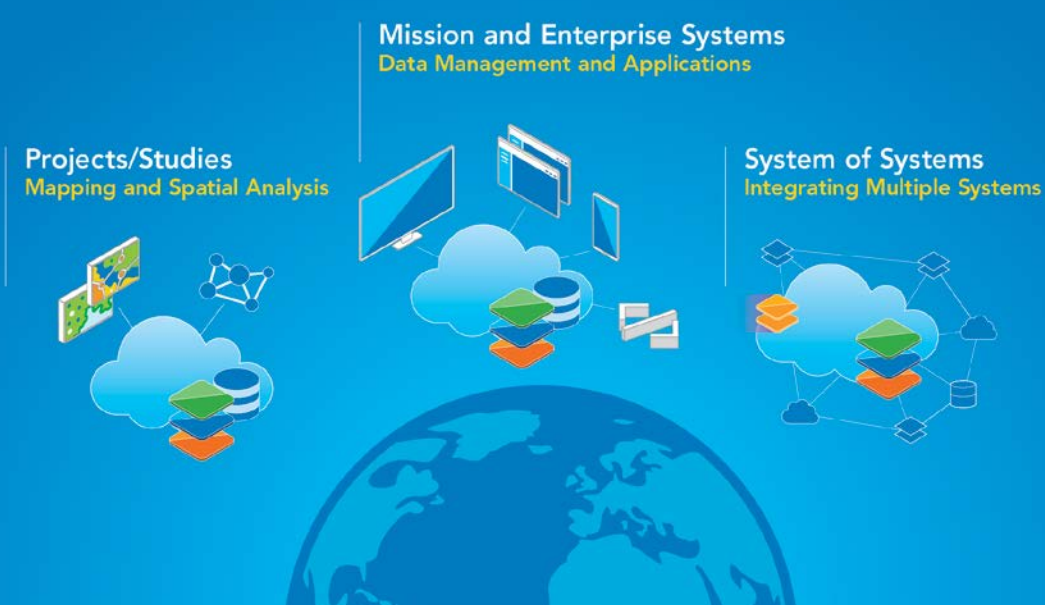 Mission and Enterprise Systems
Data Management and Applications
Projects/Studies
Mapping and Spatial Analysis
System of Systems
Integrating Multiple Systems